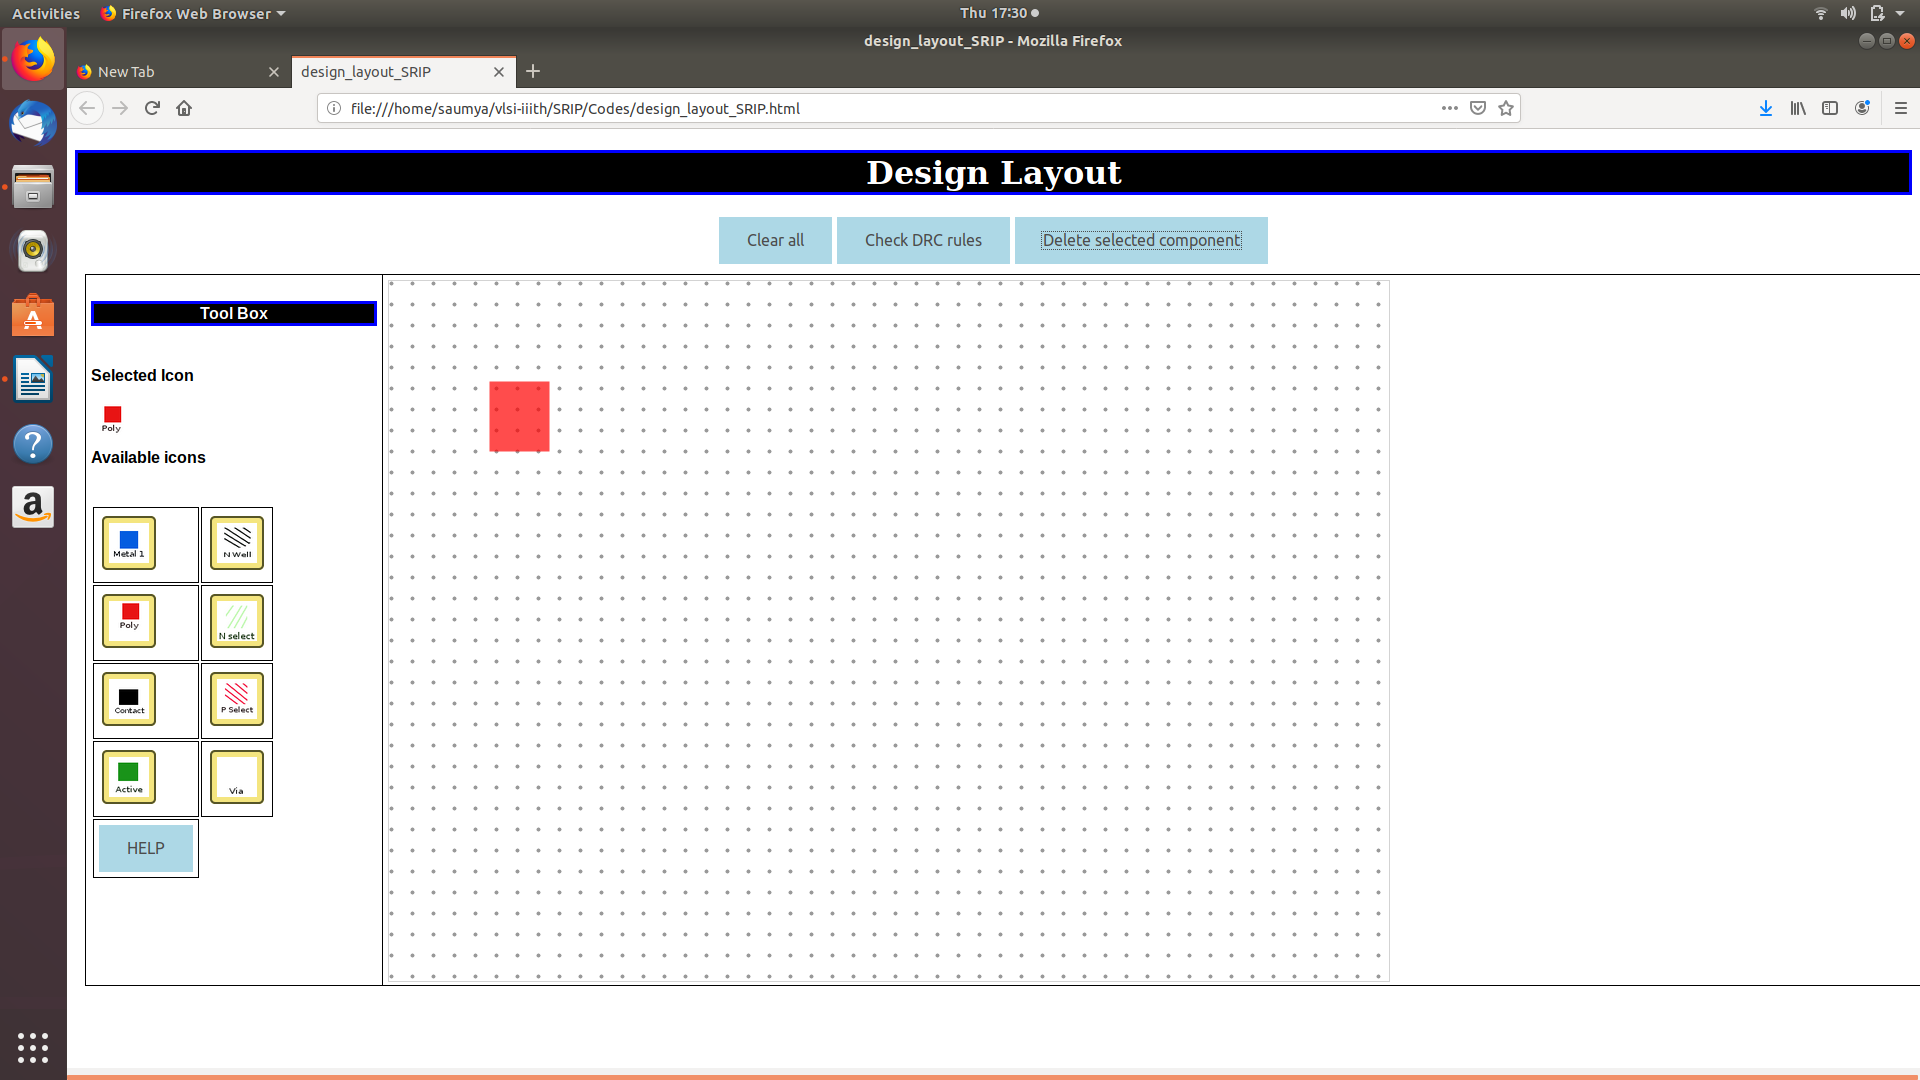 Activities Firefox Web Browser Thu 17:30
design_layout_SRIP - Mozilla Firefox
New Tab design_layout_SRIP
file:///home/saumya/vlsi-iiith/SRIP/Codes/design_layout_SRIP.html
Design Layout
Clear all Check DRC rules Delete selected component
Tool Box
Selected Icon
Poly
Available icons
Metal 1 N Well
Poly N select
Contact P Select
Active Via
HELP